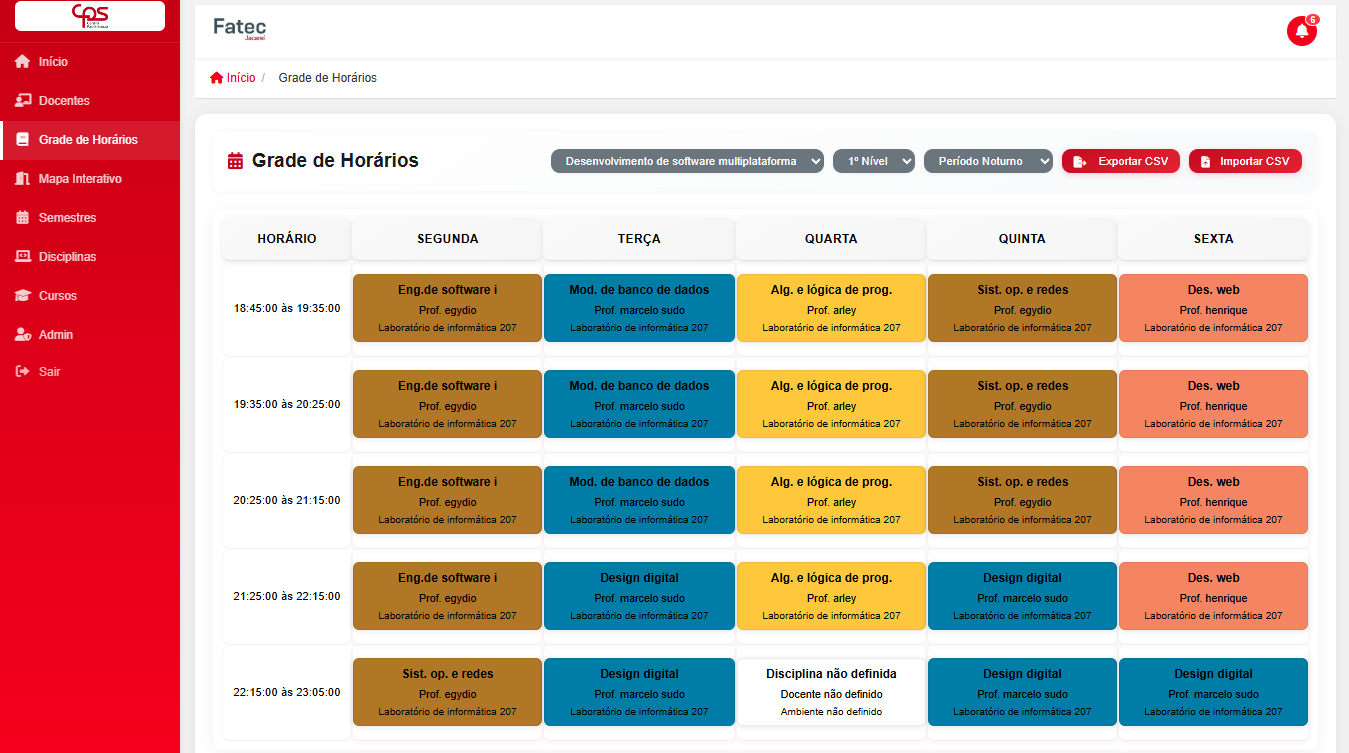 cps
Início
Docentes
Grade de Horários
Mapa Interativo
Semestres
Disciplinas
Cursos
Admin
Sair
Fatec
Jacareí
6
Início / Grade de Horários
Grade de Horários
Desenvolvimento de software multiplataforma
1º Nível
Período Noturno
Exportar CSV
Importar CSV
HORÁRIO SEGUNDA TERÇA QUARTA QUINTA SEXTA
18:45:00 às 19:35:00
Eng.de software i
Prof. egydio
Laboratório de informática 207
Mod. de banco de dados
Prof. marcelo sudo
Laboratório de informática 207
Alg. e lógica de prog.
Prof. arley
Laboratório de informática 207
Sist. op. e redes
Prof. egydio
Laboratório de informática 207
Des. web
Prof. henrique
Laboratório de informática 207
19:35:00 às 20:25:00
Eng.de software i
Prof. egydio
Laboratório de informática 207
Mod. de banco de dados
Prof. marcelo sudo
Laboratório de informática 207
Alg. e lógica de prog.
Prof. arley
Laboratório de informática 207
Sist. op. e redes
Prof. egydio
Laboratório de informática 207
Des. web
Prof. henrique
Laboratório de informática 207
20:25:00 às 21:15:00
Eng.de software i
Prof. egydio
Laboratório de informática 207
Mod. de banco de dados
Prof. marcelo sudo
Laboratório de informática 207
Alg. e lógica de prog.
Prof. arley
Laboratório de informática 207
Sist. op. e redes
Prof. egydio
Laboratório de informática 207
Des. web
Prof. henrique
Laboratório de informática 207
21:25:00 às 22:15:00
Eng.de software i
Prof. egydio
Laboratório de informática 207
Design digital
Prof. marcelo sudo
Laboratório de informática 207
Alg. e lógica de prog.
Prof. arley
Laboratório de informática 207
Design digital
Prof. marcelo sudo
Laboratório de informática 207
Des. web
Prof. henrique
Laboratório de informática 207
22:15:00 às 23:05:00
Sist. op. e redes
Prof. egydio
Laboratório de informática 207
Design digital
Prof. marcelo sudo
Laboratório de informática 207
Disciplina não definida
Docente não definido
Ambiente não definido
Design digital
Prof. marcelo sudo
Laboratório de informática 207
Design digital
Prof. marcelo sudo
Laboratório de informática 207